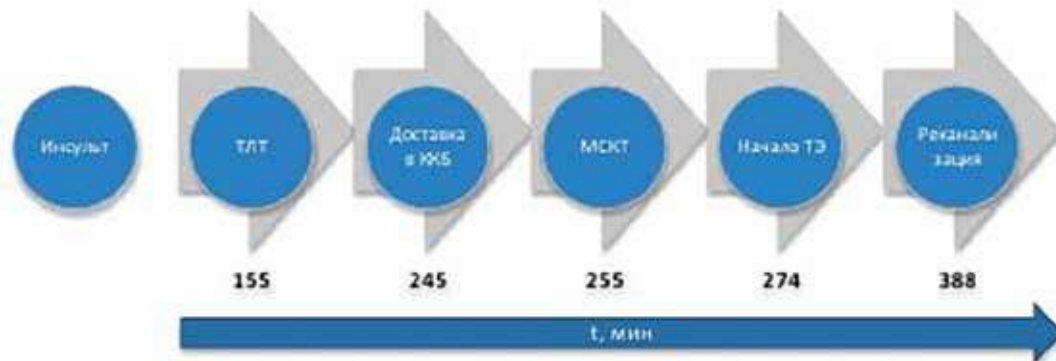 Инсульт
ТЛТ
Доставка
в ККБ
МСКТ
Начало ТЭ
Реканали
зация
155
245
255
274
388
t, мин